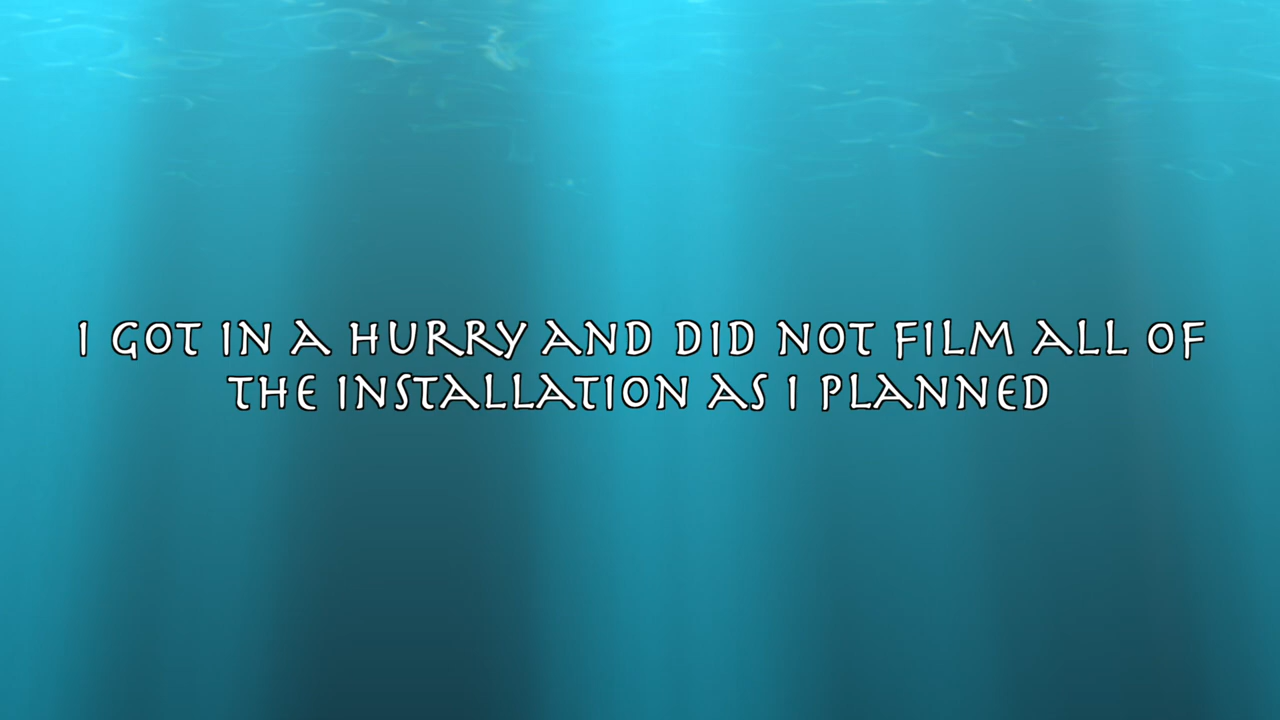 I GOT IN A HURRY AND DID NOT FILM ALL OF
THE INSTALLATION AS I PLANNED